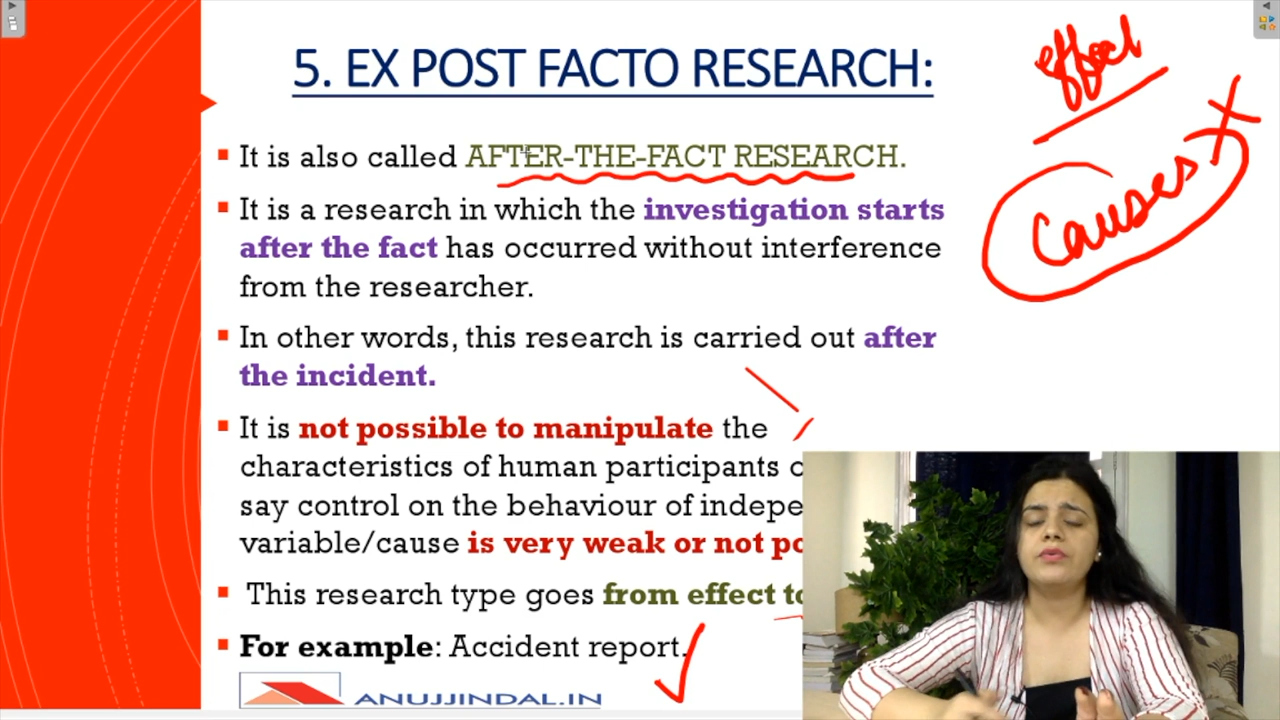 5. EX POST FACTO RESEARCH:
It is also called AFTER-THE-FACT RESEARCH.
It is a research in which the investigation starts
after the fact has occurred without interference
from the researcher.
In other words, this research is carried out after
the incident.
It is not possible to manipulate the
characteristics of human participants
say control on the behaviour of indepe
variable/cause is very weak or not po
This research type goes from effect to
For example: Accident report.
ANUJJINDAL.IN
effect
causes